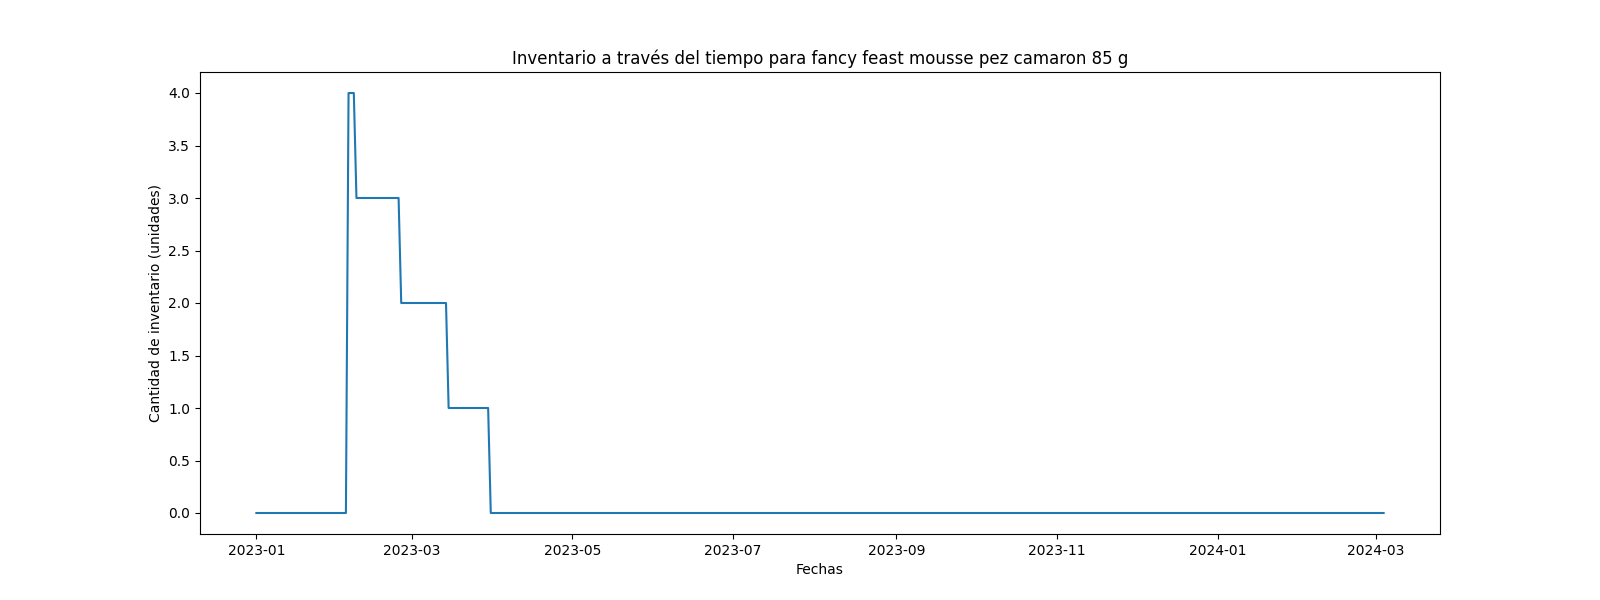 Inventario a través del tiempo para fancy feast mousse pez camaron 85 g
Cantidad de inventario (unidades)
4.0
3.5
3.0
2.5
2.0
1.5
1.0
0.5
0.0
2023-01 2023-03 2023-05 2023-07 2023-09 2023-11 2024-01 2024-03
Fechas